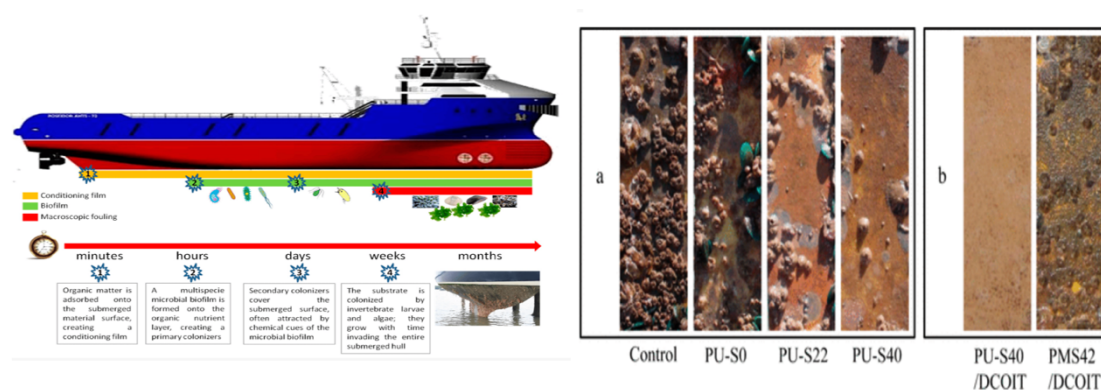 Conditioning film
Biofilm
Macroscopic fouling
1
2
3
minutes
hours
days
weeks
months
1
2
3
4
Organic matter is
adsorbed onto
the submerged
material surface,
creating a
conditioning film
A multispecie
microbial biofilm is
formed onto the
organic nutrient
layer, creating a
primary colonizers
Secondary colonizers
cover the
submerged surface,
often attracted by
chemical cues of the
microbial biofilm
The substrate is
colonized by
invertebrate larvae
and algae; they
grow with time
invading the entire
submerged hull
a
Control
PU-S0
PU-S22
PU-S40
b
PU-S40
/DCOIT
PMS42
/DCOIT